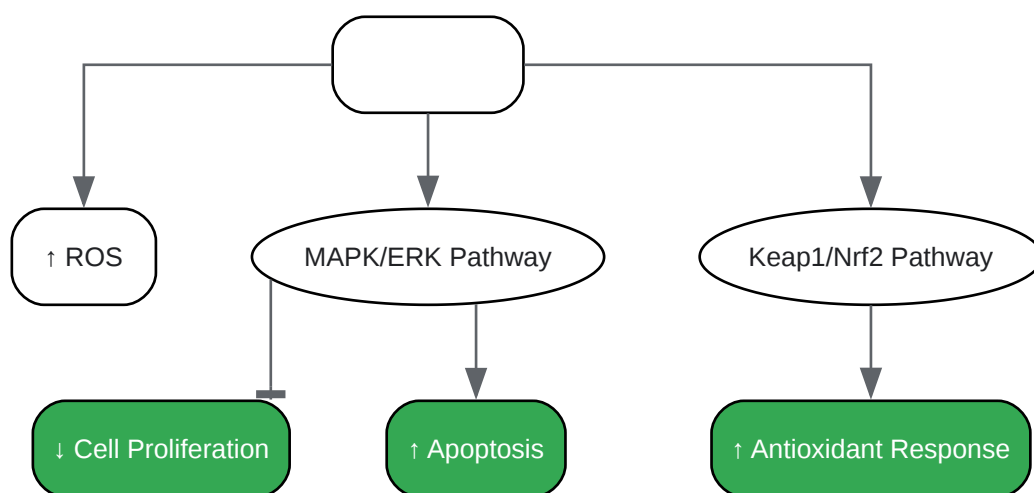 ↑ ROS
MAPK/ERK Pathway
Keap1/Nrf2 Pathway
↓ Cell Proliferation
↑ Apoptosis
↑ Antioxidant Response